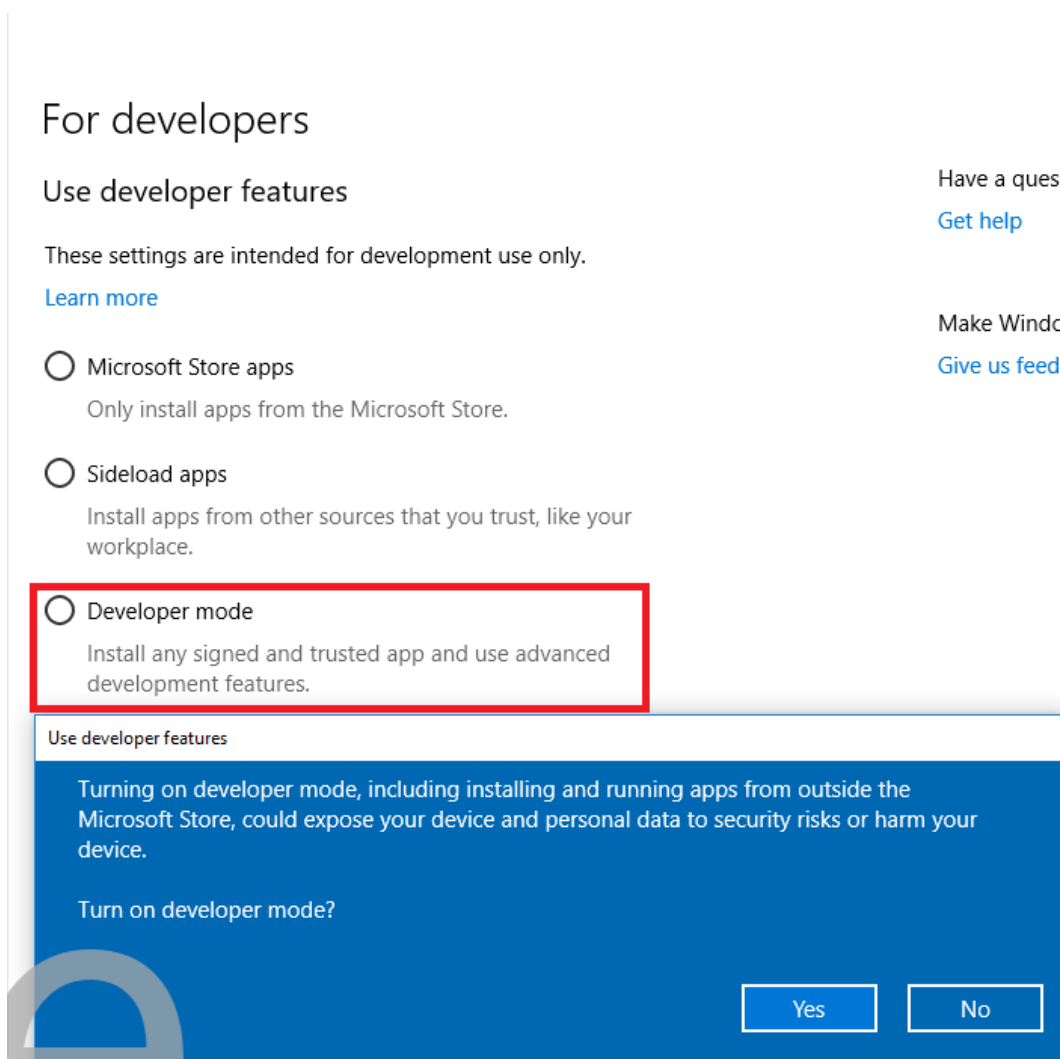 For developers
Use developer features
These settings are intended for development use only.
Learn more
Microsoft Store apps
Only install apps from the Microsoft Store.
Sideload apps
Install apps from other sources that you trust, like your
workplace.
Developer mode
Install any signed and trusted app and use advanced
development features.
Have a ques
Get help
Make Windo
Give us feed
Use developer features
Turning on developer mode, including installing and running apps from outside the
Microsoft Store, could expose your device and personal data to security risks or harm your
device.
Turn on developer mode?
Yes
No